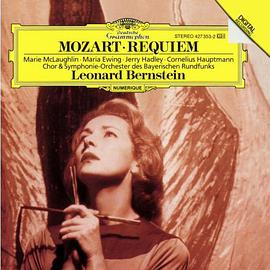 DIGITAL
Deutsche
Grammophon
STEREO 427 353-2
MOZART · REQUIEM
Marie McLaughlin · Maria Ewing · Jerry Hadley · Cornelius Hauptmann
Chor & Symphonie-Orchester des Bayerischen Rundfunks
Leonard Bernstein
NUMERIQUE